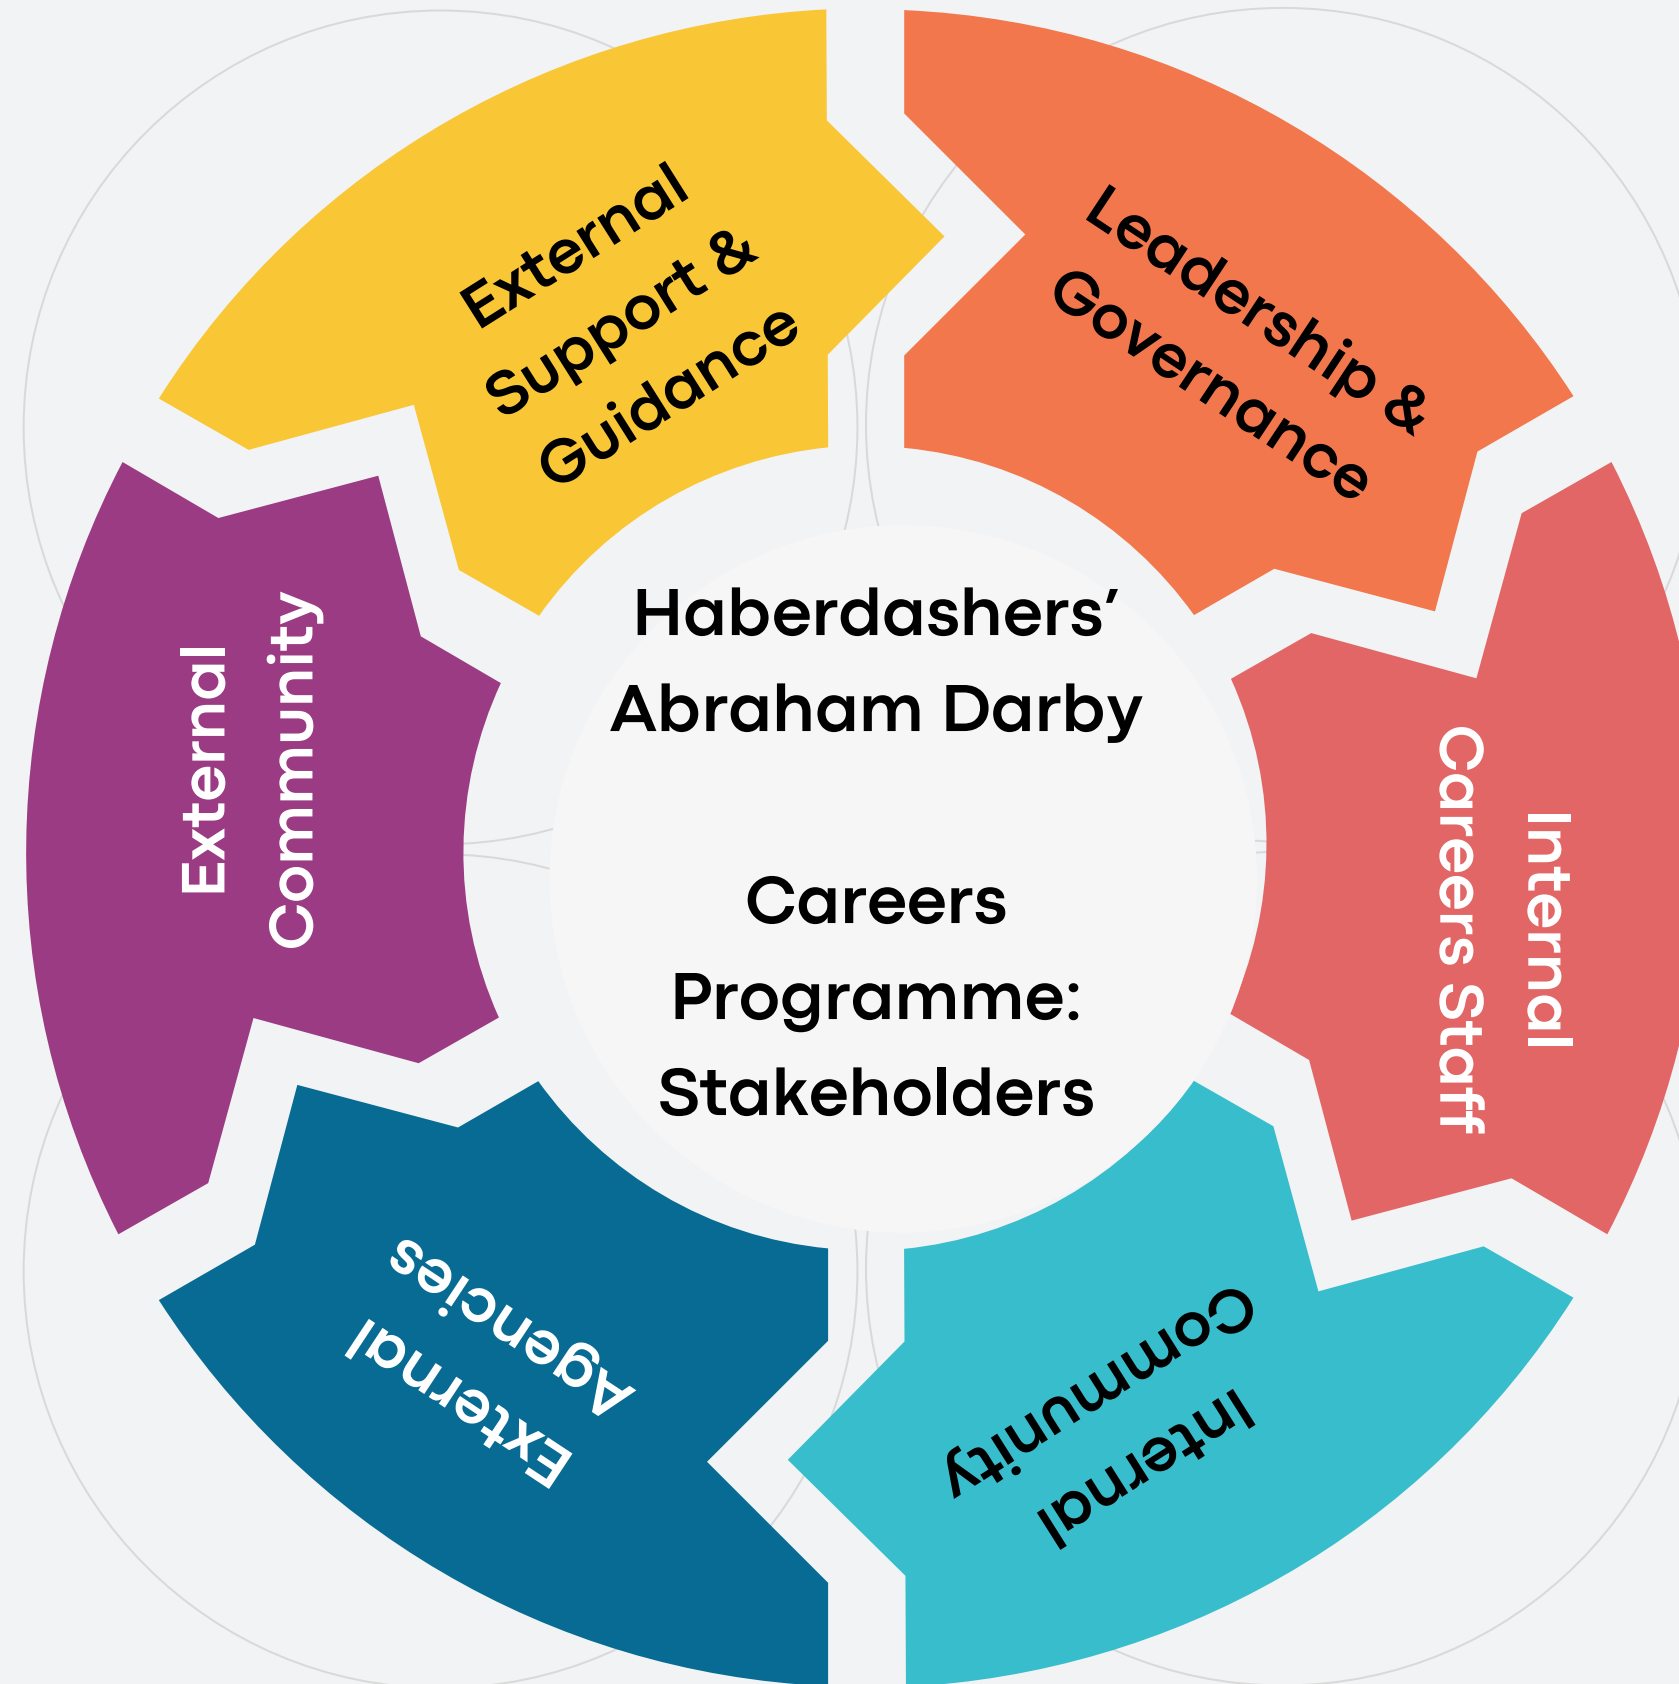 External
Support &
Guidance
Leadership &
Governance
Internal
Careers Staff
Internal
Community
External
Agencies
External
Community
Haberdashers’
Abraham Darby
Careers
Programme:
Stakeholders